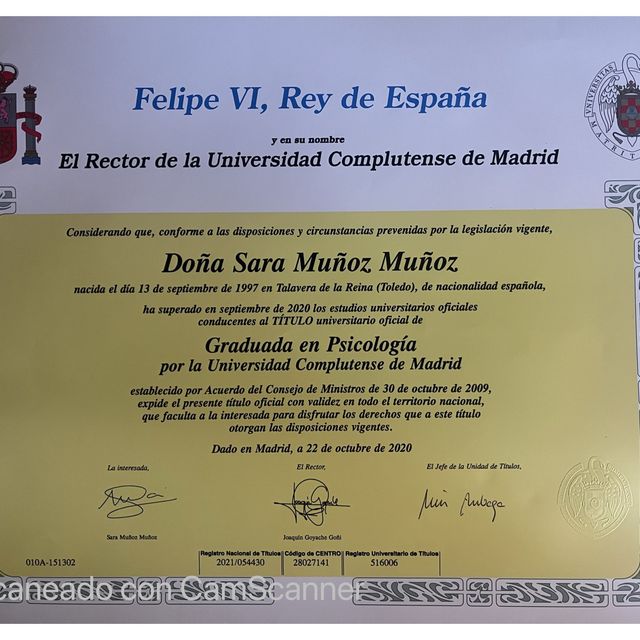 Felipe VI, Rey de España
y en su nombre
El Rector de la Universidad Complutense de Madrid
UNIVERSITAS
Considerando que, conforme a las disposiciones y circunstancias prevenidas por la legislación vigente,
Doña Sara Muñoz Muñoz
nacida el día 13 de septiembre de 1997 en Talavera de la Reina (Toledo), de nacionalidad española,
ha superado en septiembre de 2020 los estudios universitarios oficiales
conducentes al TÍTULO universitario oficial de
Graduada en Psicología
por la Universidad Complutense de Madrid
establecido por Acuerdo del Consejo de Ministros de 30 de octubre de 2009,
expide el presente título oficial con validez en todo el territorio nacional,
que faculta a la interesada para disfrutar los derechos que a este título
otorgan las disposiciones vigentes.
Dado en Madrid, a 22 de octubre de 2020
La interesada, El Rector, El Jefe de la Unidad de Títulos,
Sara Muñoz Muñoz Joaquín Goyache Goñi
Registro Nacional de Títulos Código de CENTRO Registro Universitario de Títulos
010A-151302 2021/054430 28027141 516006
caneado con CamScanner